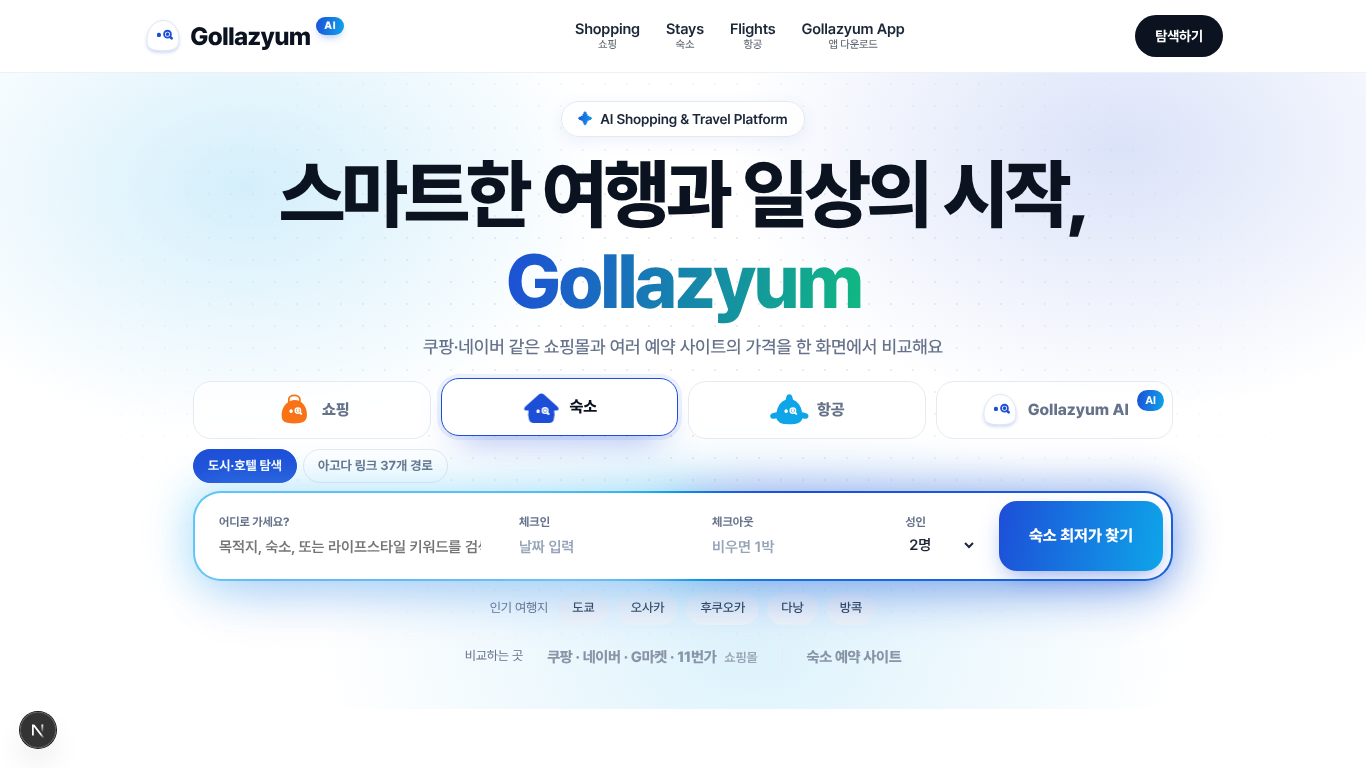 Gollazyum AI
Shopping
쇼핑
Stays
숙소
Flights
항공
Gollazyum App
앱 다운로드
탐색하기
AI Shopping & Travel Platform
스마트한 여행과 일상의 시작,
Gollazyum
쿠팡·네이버 같은 쇼핑몰과 여러 예약 사이트의 가격을 한 화면에서 비교해요
쇼핑
숙소
항공
Gollazyum AI AI
도시·호텔 탐색
아고다 링크 37개 경로
어디로 가세요?
목적지, 숙소, 또는 라이프스타일 키워드를
체크인
날짜 입력
체크아웃
비우면 1박
성인
2명
숙소 최저가 찾기
인기 여행지 도쿄 오사카 후쿠오카 다낭 방콕
비교하는 곳 쿠팡 · 네이버 · G마켓 · 11번가 쇼핑몰 숙소 예약 사이트
N